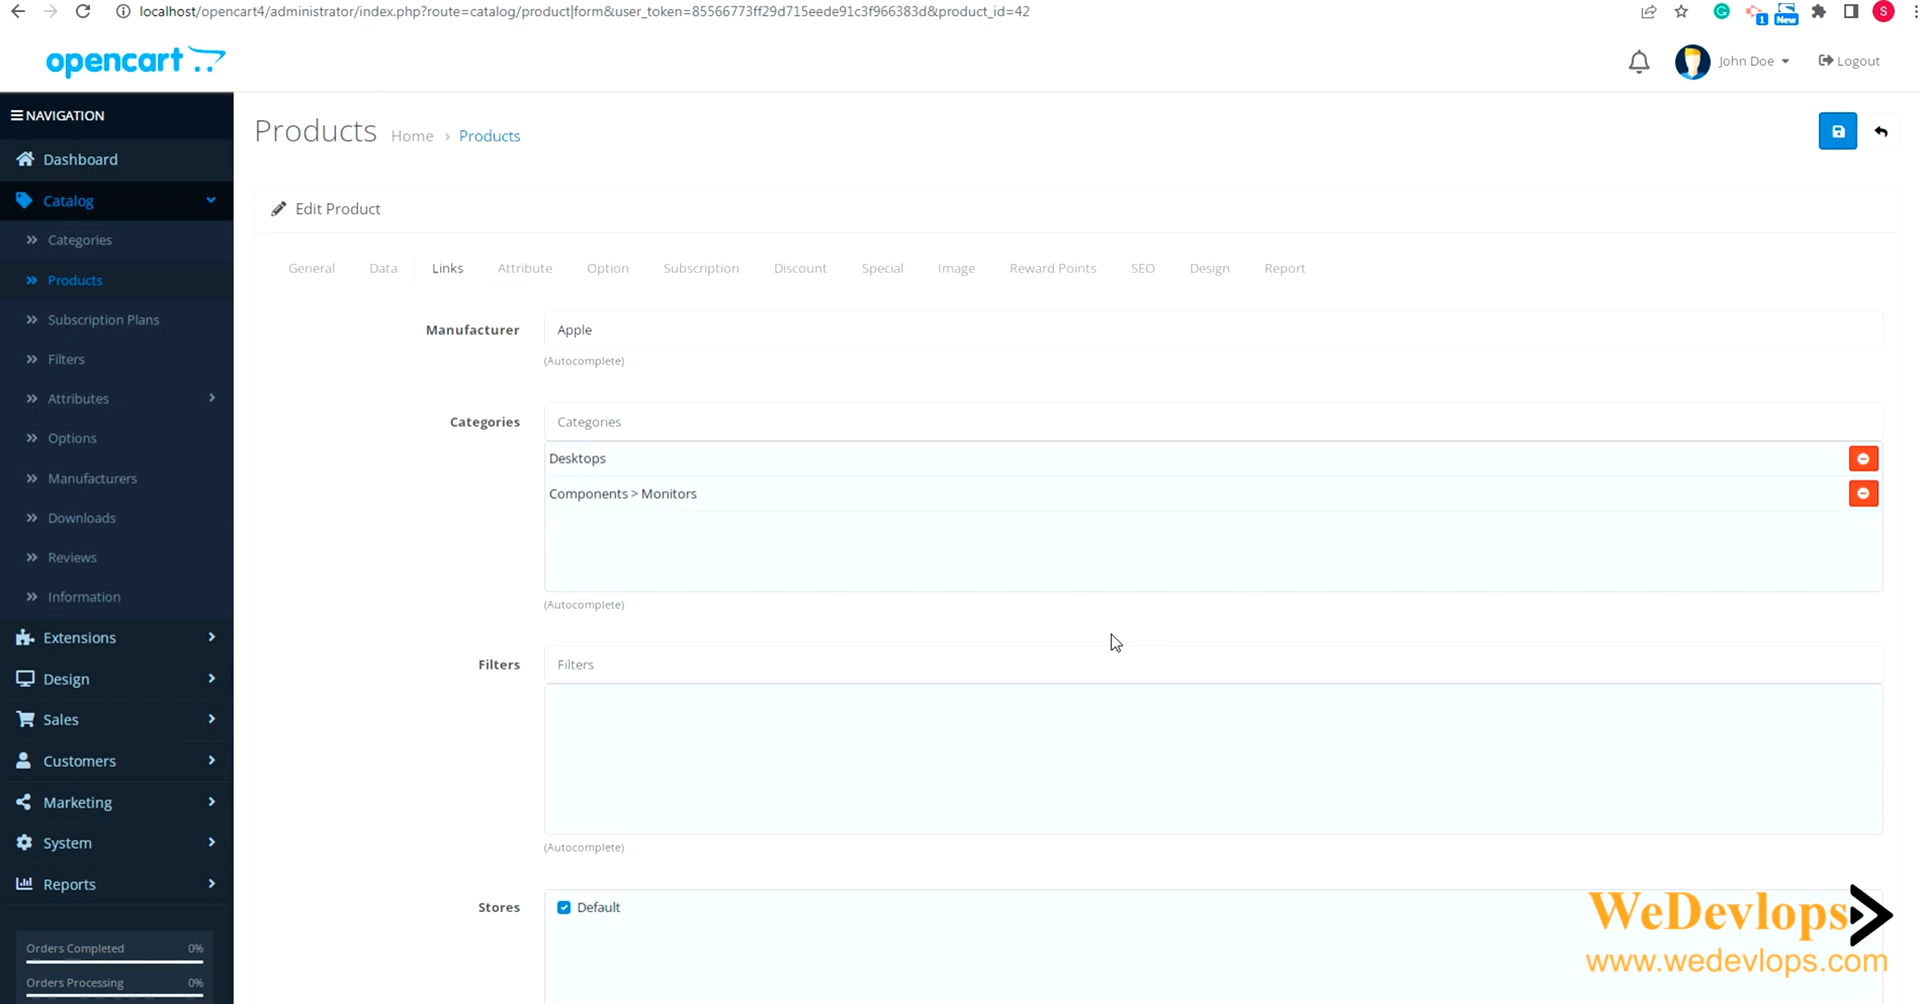 localhost/opencart4/administrator/index.php?route=catalog/product|form&user_token=85566773ff29d715eede91c3f966383d&product_id=42
1
New
S
opencart
John Doe
Logout
NAVIGATION
Dashboard
Catalog
Categories
Products
Subscription Plans
Filters
Attributes
Options
Manufacturers
Downloads
Reviews
Information
Extensions
Design
Sales
Customers
Marketing
System
Reports
Orders Completed 0%
Orders Processing 0%
Products Home › Products
Edit Product
General Data Links Attribute Option Subscription Discount Special Image Reward Points SEO Design Report
Manufacturer Apple
(Autocomplete)
Categories Categories
Desktops
Components > Monitors
(Autocomplete)
Filters Filters
(Autocomplete)
Stores Default
WeDevlops
www.wedevlops.com